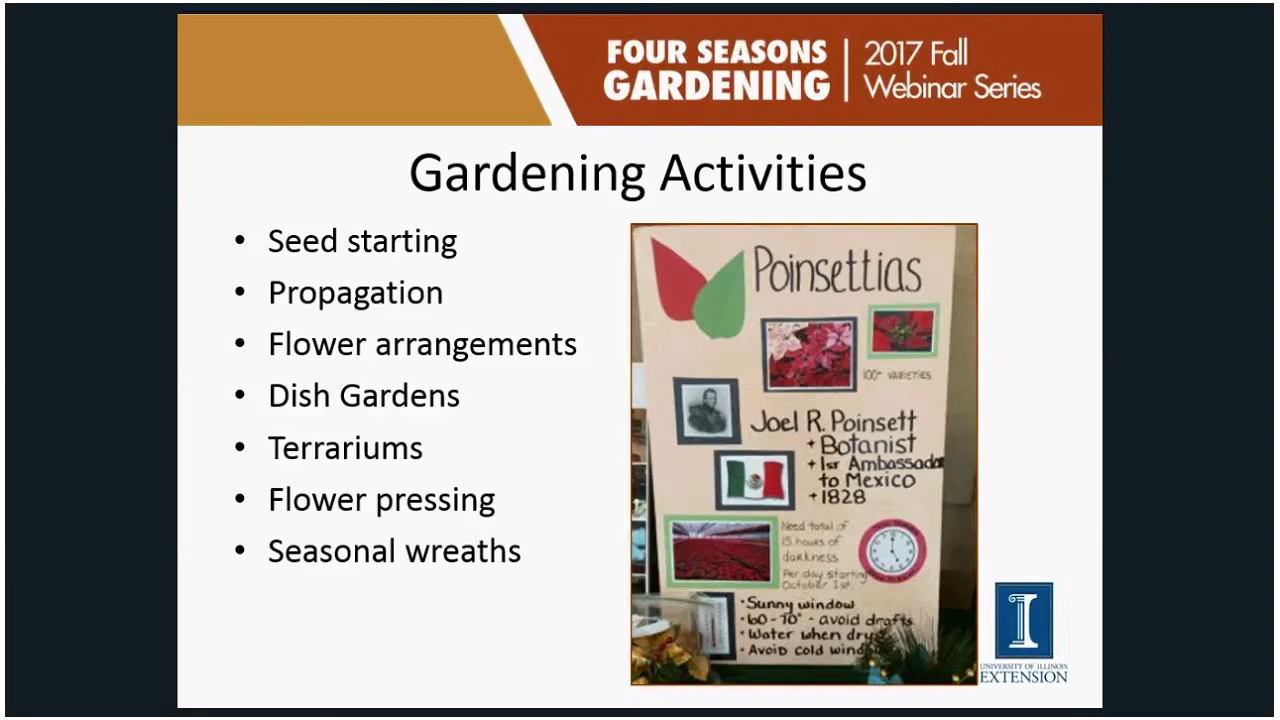 FOUR SEASONS
GARDENING
2017 Fall
Webinar Series
Gardening Activities
• Seed starting
• Propagation
• Flower arrangements
• Dish Gardens
• Terrariums
• Flower pressing
• Seasonal wreaths
Poinsettias
100+ VARIETIES
Joel R. Poinsett
+ Botanist
+ 1st Ambassador
to Mexico
+ 1828
Need total of
15 hours of
darkness
Per day starting
October 1st.
• Sunny window
• 60-70° - avoid drafts
• Water when dry
• Avoid cold
UNIVERSITY OF ILLINOIS
EXTENSION